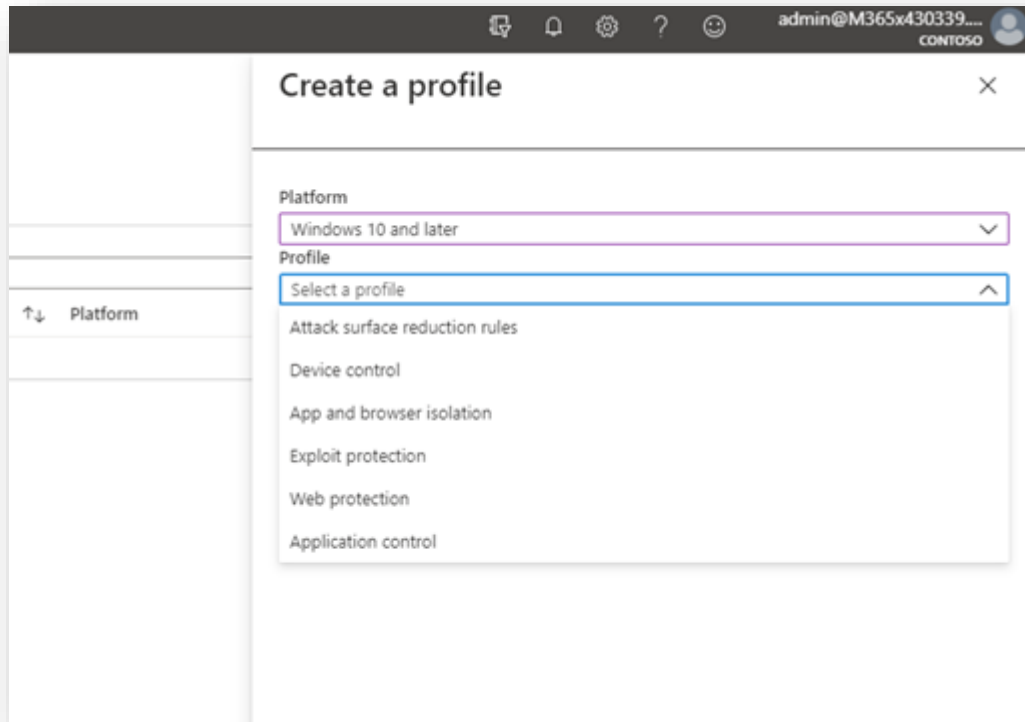 admin@M365x430339....
CONTOSO
Create a profile
Platform
Windows 10 and later
Profile
Select a profile
Platform
Attack surface reduction rules
Device control
App and browser isolation
Exploit protection
Web protection
Application control